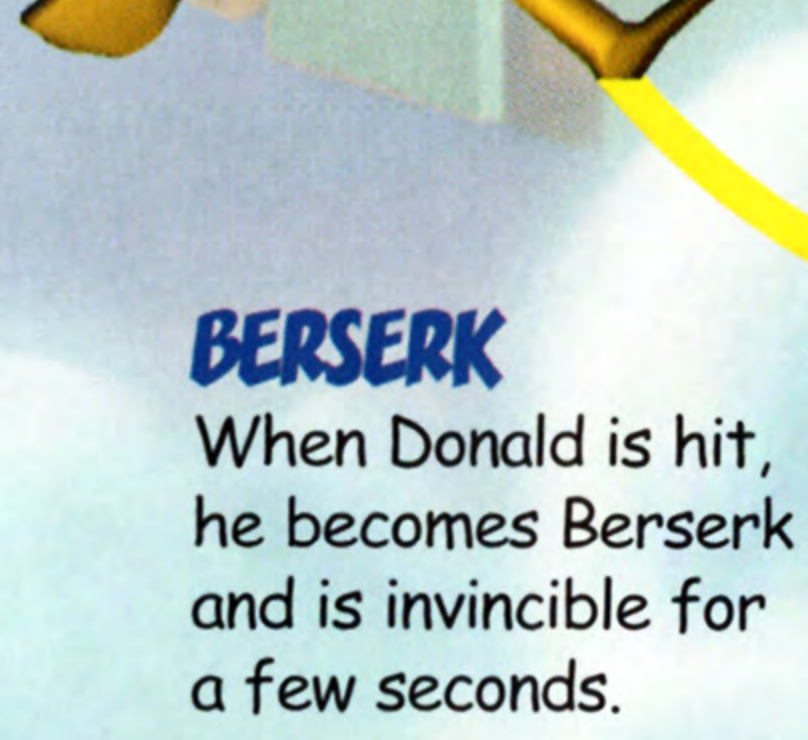 BERSERK
When Donald is hit,
he becomes Berserk
and is invincible for
a few seconds.